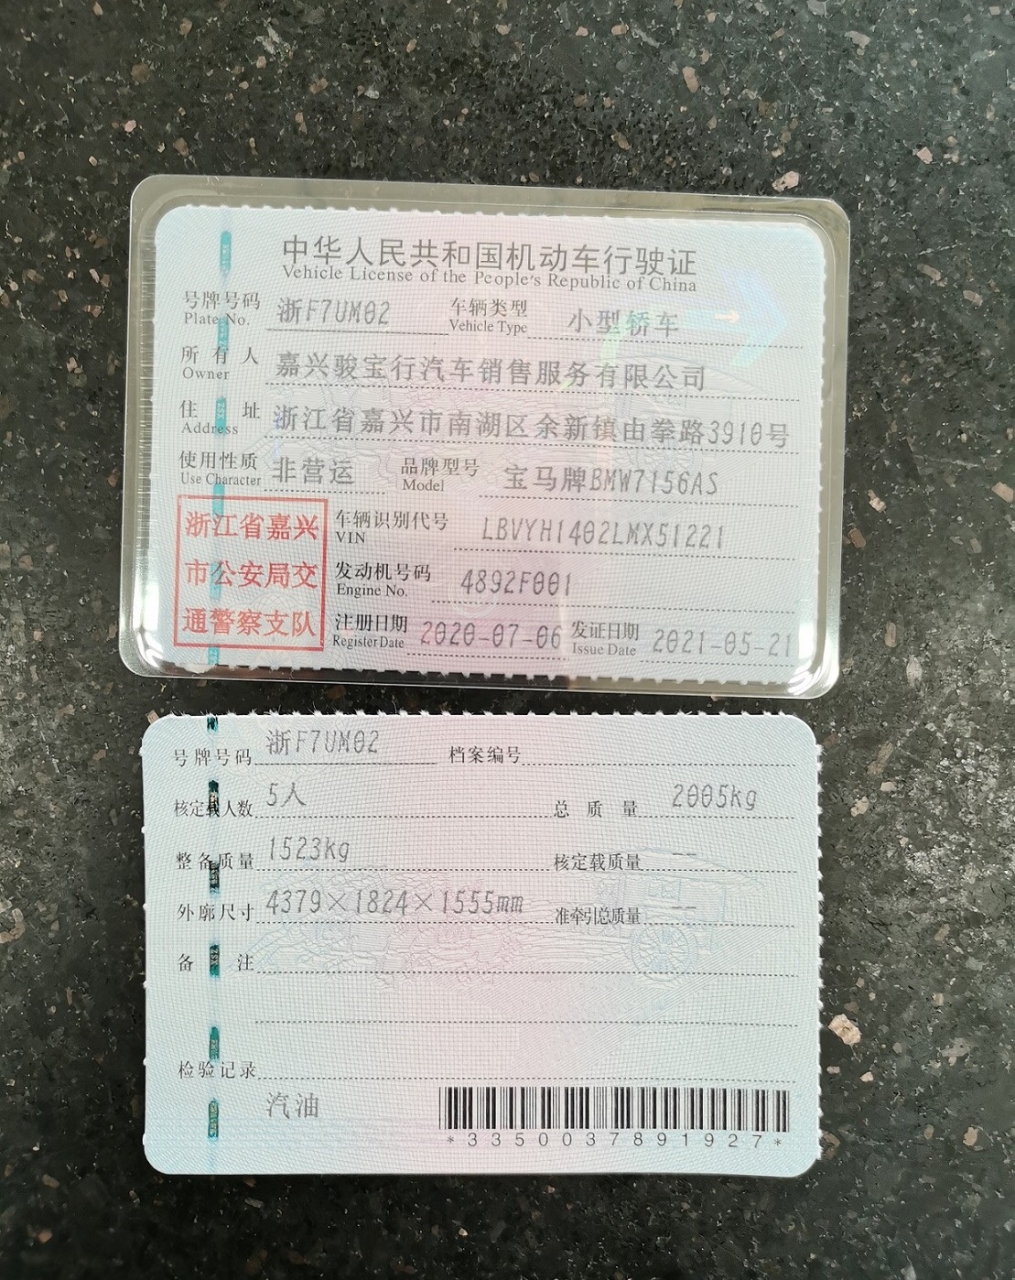 中华人民共和国机动车行驶证
Vehicle License of the People's Republic of China
号牌号码 浙F7UM02 车辆类型 小型轿车
Plate No. Vehicle Type
所有人 嘉兴骏宝行汽车销售服务有限公司
Owner
住址 浙江省嘉兴市南湖区余新镇由拳路3910号
Address
使用性质 非营运 品牌型号 宝马牌BMW7156AS
Use Character Model
浙江省嘉兴
市公安局交
通警察支队
车辆识别代号 LBVYH1402LMX51221
VIN
发动机号码 4892F001
Engine No.
注册日期 2020-07-06 发证日期 2021-05-21
Register Date Issue Date
号牌号码 浙F7UM02 档案编号
核定载人数 5人 总质量 2005kg
整备质量 1523kg 核定载质量 --
外廓尺寸 4379×1824×1555mm 准牵引总质量 --
备注
检验记录
汽油
*3350037891927*